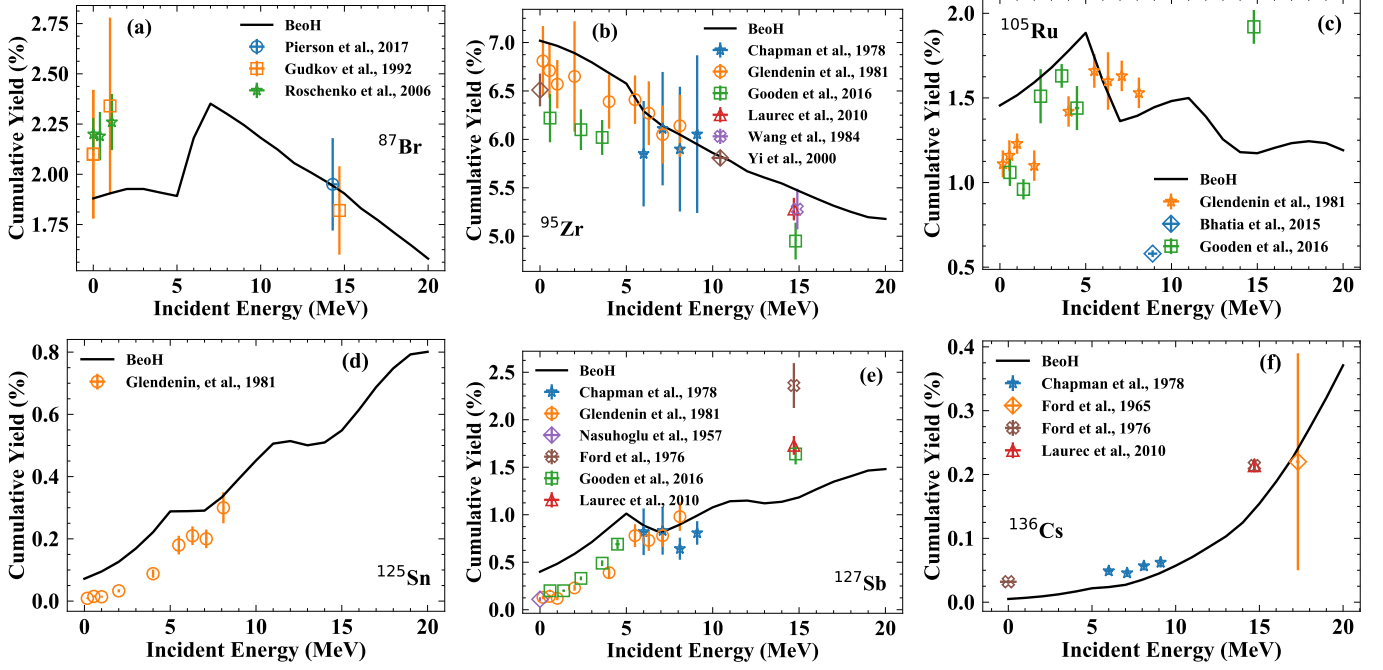 (a)
BeoH
Pierson et al., 2017
Gudkov et al., 1992
Roschenko et al., 2006
⁸⁷Br
Cumulative Yield (%)
2.75
2.50
2.25
2.00
1.75
0 5 10 15 20
Incident Energy (MeV)
(b)
BeoH
Chapman et al., 1978
Glendenin et al., 1981
Gooden et al., 2016
Laurec et al., 2010
Wang et al., 1984
Yi et al., 2000
⁹⁵Zr
Cumulative Yield (%)
7.0
6.5
6.0
5.5
5.0
0 5 10 15 20
Incident Energy (MeV)
(c)
¹⁰⁵Ru
BeoH
Glendenin et al., 1981
Bhatia et al., 2015
Gooden et al., 2016
Cumulative Yield (%)
2.0
1.5
1.0
0.5
0 5 10 15 20
Incident Energy (MeV)
(d)
BeoH
Glendenin, et al., 1981
¹²⁵Sn
Cumulative Yield (%)
0.8
0.6
0.4
0.2
0.0
0 5 10 15 20
Incident Energy (MeV)
(e)
BeoH
Chapman et al., 1978
Glendenin et al., 1981
Nasuhoglu et al., 1957
Ford et al., 1976
Gooden et al., 2016
Laurec et al., 2010
¹²⁷Sb
Cumulative Yield (%)
2.5
2.0
1.5
1.0
0.5
0.0
0 5 10 15 20
Incident Energy (MeV)
(f)
BeoH
Chapman et al., 1978
Ford et al., 1965
Ford et al., 1976
Laurec et al., 2010
¹³⁶Cs
Cumulative Yield (%)
0.4
0.3
0.2
0.1
0.0
0 5 10 15 20
Incident Energy (MeV)